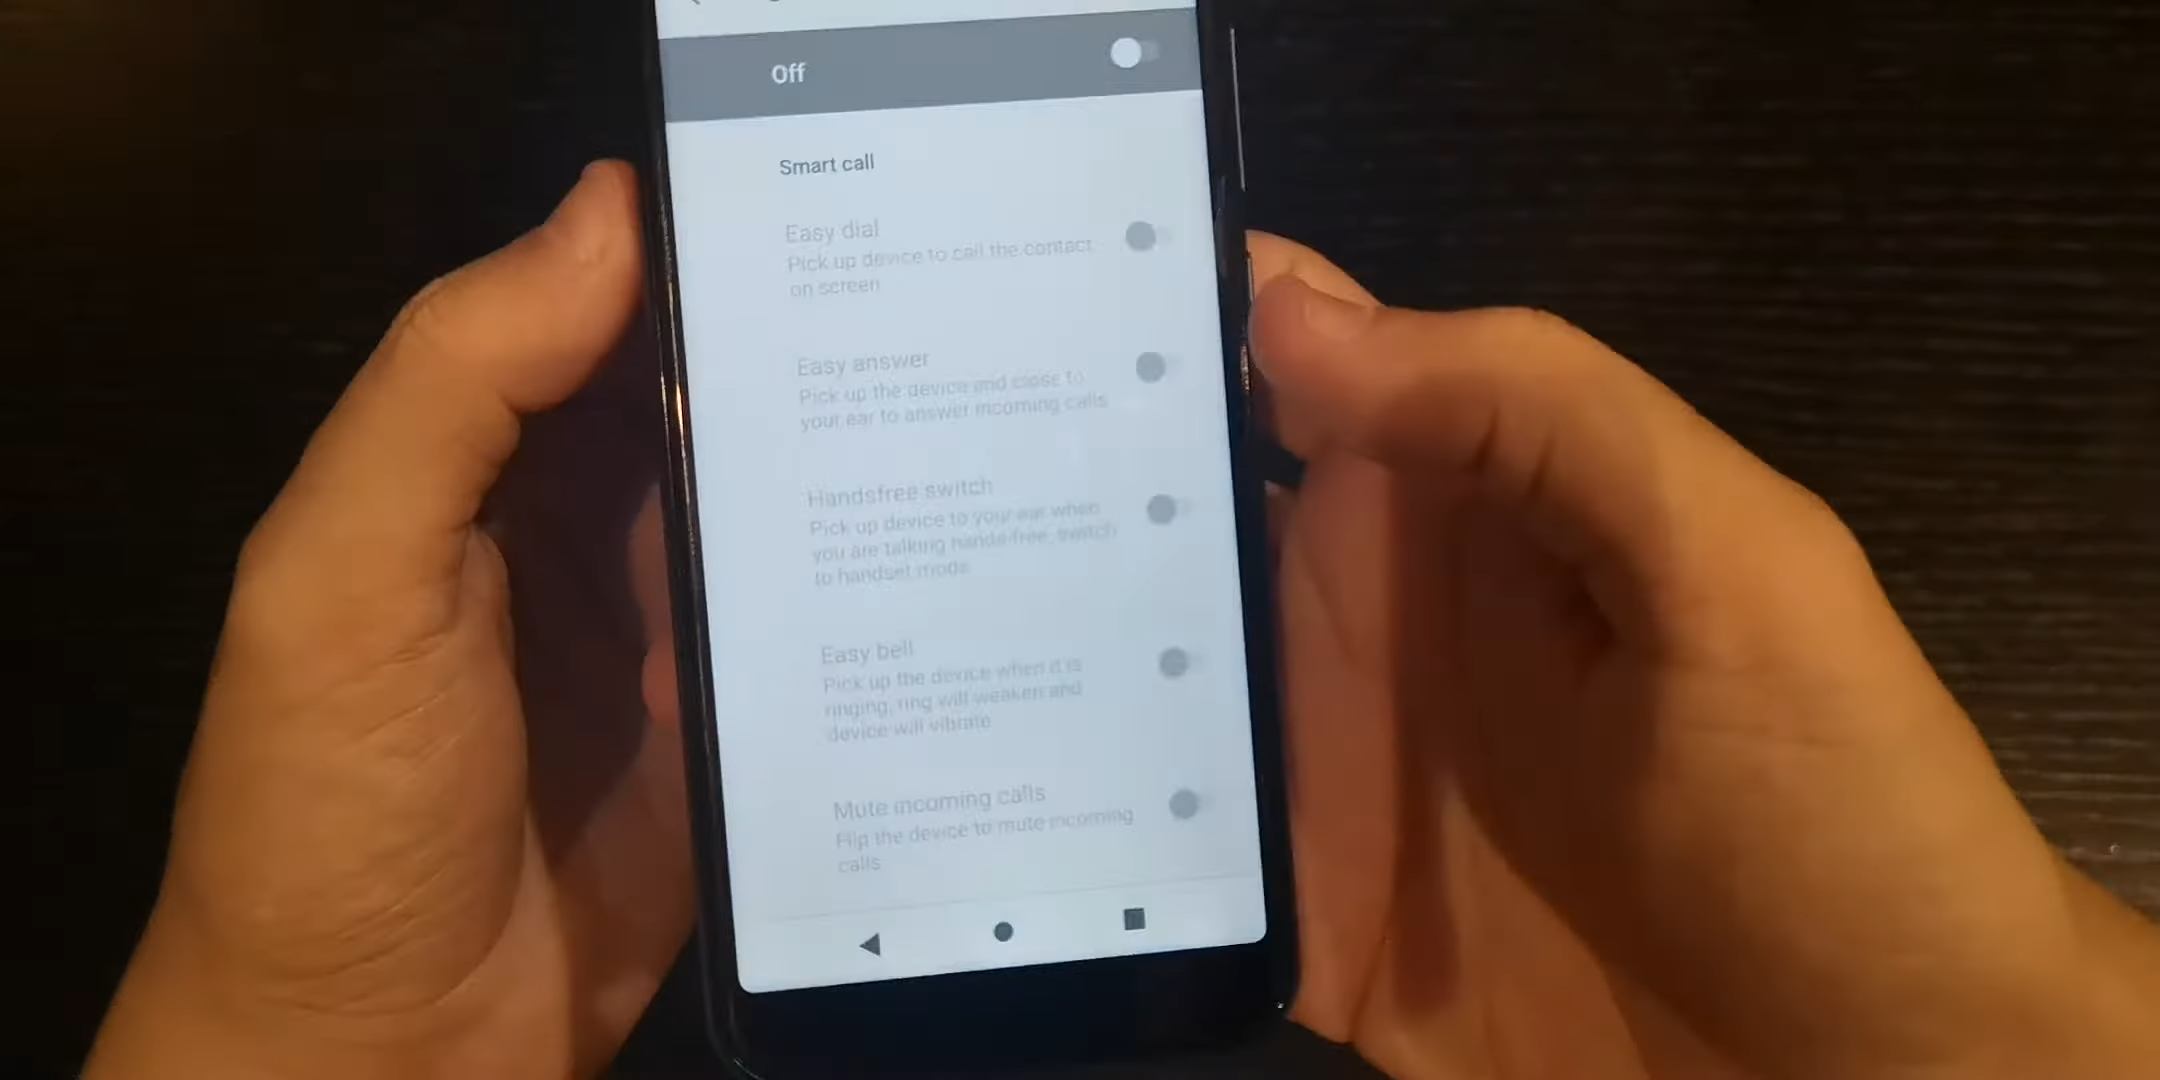 Off
Smart call
Easy dial
Pick up device to call the contact
on screen
Easy answer
Pick up the device and close to
your ear to answer incoming calls
Handsfree switch
Pick up device to your ear when
you are talking hands-free, switch
to handset mode
Easy bell
Pick up the device when it is
ringing, ring will weaken and
device will vibrate
Mute incoming calls
Flip the device to mute incoming
calls